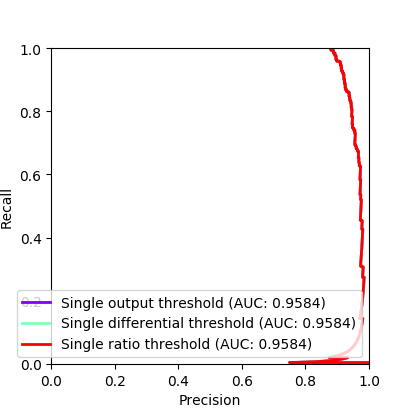 1.0
0.8
0.6
0.4
0.2
0.0
Recall
Single output threshold (AUC: 0.9584)
Single differential threshold (AUC: 0.9584)
Single ratio threshold (AUC: 0.9584)
0.0 0.2 0.4 0.6 0.8 1.0
Precision